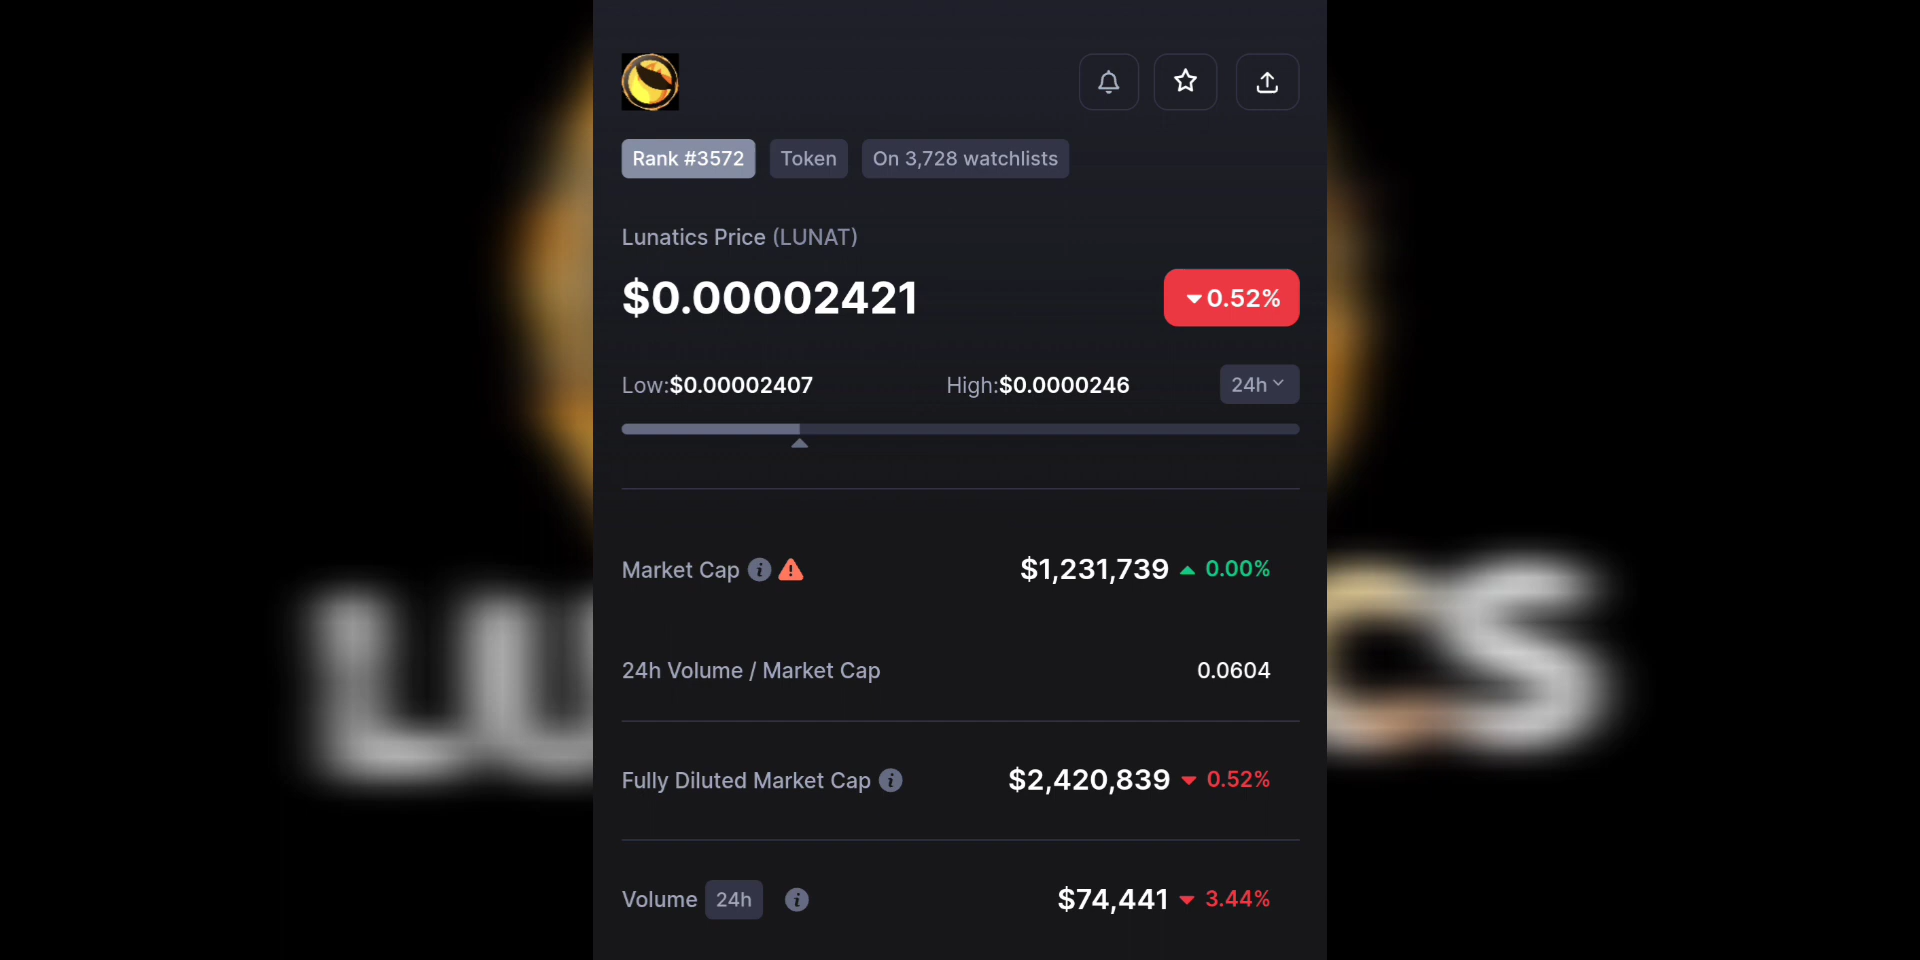 Rank #3572 Token On 3,728 watchlists
Lunatics Price (LUNAT)
$0.00002421 0.52%
Low:$0.00002407 High:$0.0000246 24h
Market Cap $1,231,739 0.00%
24h Volume / Market Cap 0.0604
Fully Diluted Market Cap $2,420,839 0.52%
Volume 24h $74,441 3.44%